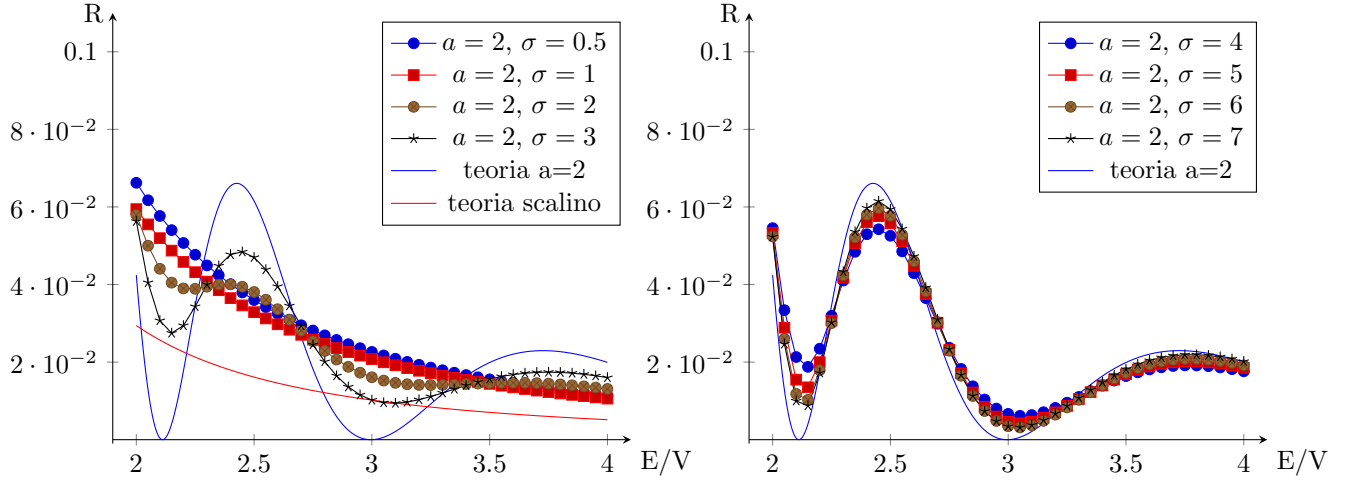 R
0.1
8 · 10⁻²
6 · 10⁻²
4 · 10⁻²
2 · 10⁻²
2
2.5
3
3.5
4
E/V
a = 2, σ = 0.5
a = 2, σ = 1
a = 2, σ = 2
a = 2, σ = 3
teoria a=2
teoria scalino
R
0.1
8 · 10⁻²
6 · 10⁻²
4 · 10⁻²
2 · 10⁻²
2
2.5
3
3.5
4
E/V
a = 2, σ = 4
a = 2, σ = 5
a = 2, σ = 6
a = 2, σ = 7
teoria a=2